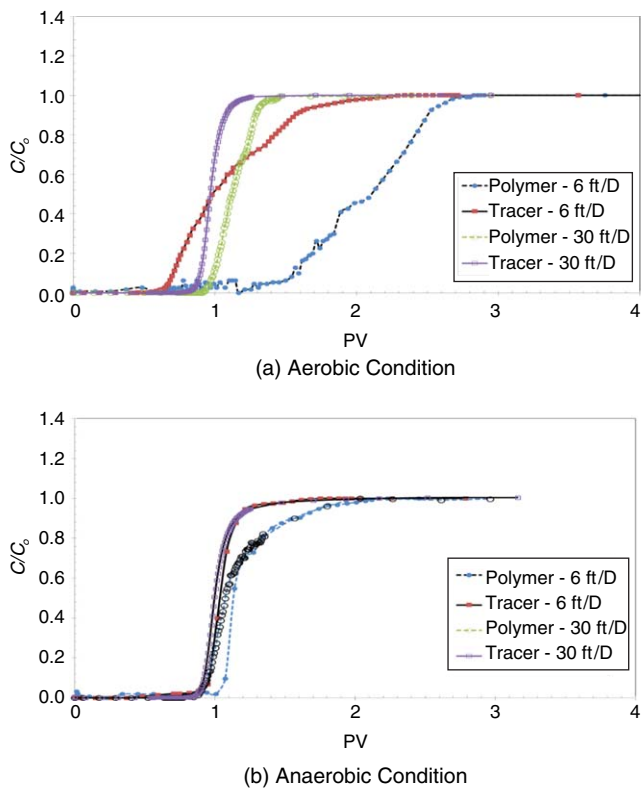 1.4
1.2
1.0
0.8
0.6
0.4
0.2
0.0
C/Co
0
1
2
3
4
PV
Polymer - 6 ft/D
Tracer - 6 ft/D
Polymer - 30 ft/D
Tracer - 30 ft/D
(a) Aerobic Condition
1.4
1.2
1.0
0.8
0.6
0.4
0.2
0.0
C/Co
0
1
2
3
4
PV
Polymer - 6 ft/D
Tracer - 6 ft/D
Polymer - 30 ft/D
Tracer - 30 ft/D
(b) Anaerobic Condition